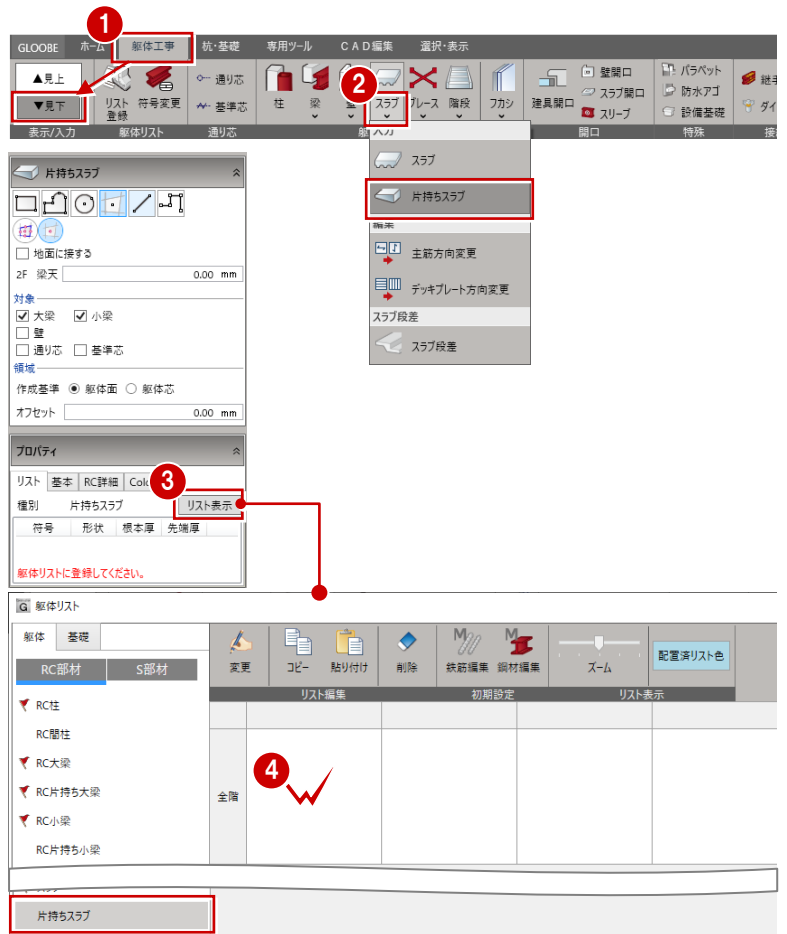 1
GLOOBE ホーム 躯体工事 杭・基礎 専用ツール CAD編集 選択・表示
▲見上
▼見下
リスト登録 符号変更
通り芯
基準芯
柱 梁 壁 スラブ ブレース 階段 フカシ
2
建具開口
壁開口
スラブ開口
スリーブ
パラペット
防水アゴ
設備基礎
継手
ダイ
表示/入力 躯体リスト 通り芯 躯 開口 特殊 接
入力
スラブ
片持ちスラブ
編集
主筋方向変更
デッキプレート方向変更
スラブ段差
スラブ段差
片持ちスラブ
地面に接する
2F 梁天 0.00 mm
対象
大梁 小梁
壁
通り芯 基準芯
領域
作成基準 躯体面 躯体芯
オフセット 0.00 mm
プロパティ
リスト 基本 RC詳細 Colo
3
種別 片持ちスラブ リスト表示
符号 形状 根本厚 先端厚
躯体リストに登録してください。
G 躯体リスト
躯体 基礎
RC部材 S部材
RC柱
RC間柱
RC大梁
RC片持ち大梁
RC小梁
RC片持ち小梁
片持ちスラブ
変更 コピー 貼り付け 削除 鉄筋編集 鋼材編集 ズーム 配置済リスト色
リスト編集 初期設定 リスト表示
全階
4